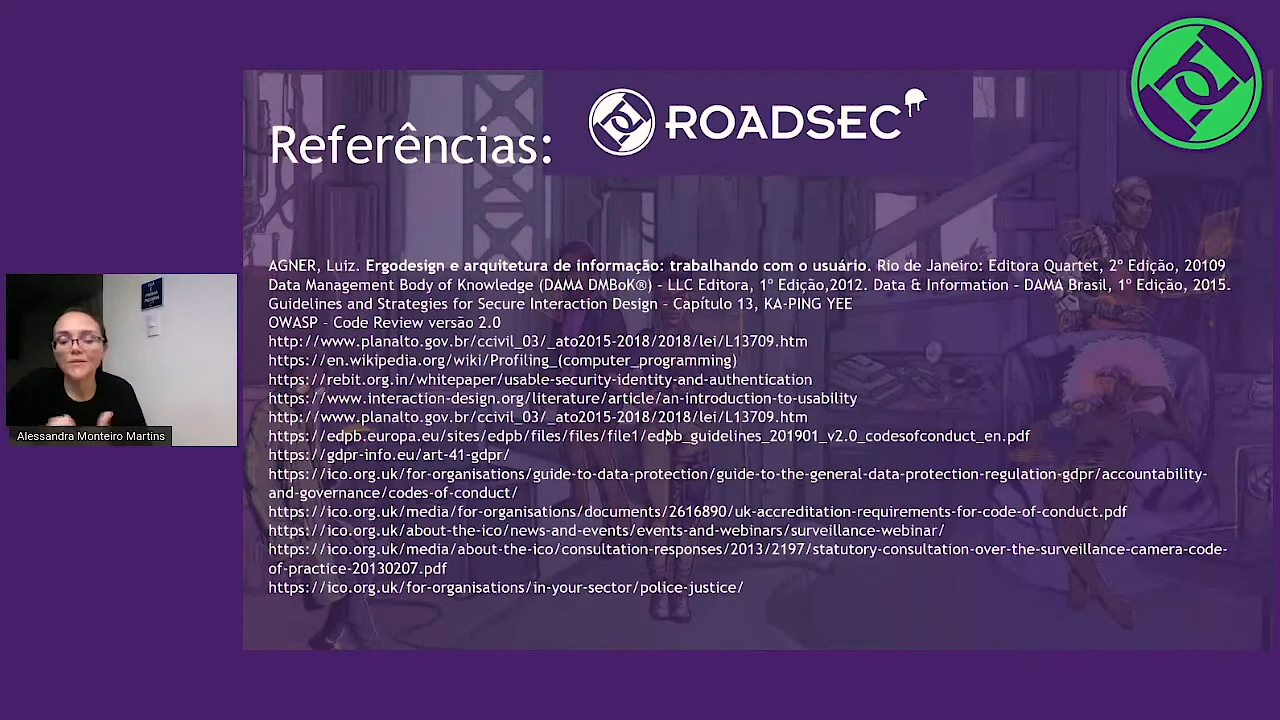 ROADSEC
Referências:
AGNER, Luiz. Ergodesign e arquitetura de informação: trabalhando com o usuário. Rio de Janeiro: Editora Quartet, 2º Edição, 20109
Data Management Body of Knowledge (DAMA DMBoK®) - LLC Editora, 1º Edição,2012. Data & Information – DAMA Brasil, 1º Edição, 2015.
Guidelines and Strategies for Secure Interaction Design – Capítulo 13, KA-PING YEE
OWASP – Code Review versão 2.0
http://www.planalto.gov.br/ccivil_03/_ato2015-2018/2018/lei/L13709.htm
https://en.wikipedia.org/wiki/Profiling_(computer_programming)
https://rebit.org.in/whitepaper/usable-security-identity-and-authentication
https://www.interaction-design.org/literature/article/an-introduction-to-usability
http://www.planalto.gov.br/ccivil_03/_ato2015-2018/2018/lei/L13709.htm
https://edpb.europa.eu/sites/edpb/files/files/file1/edpb_guidelines_201901_v2.0_codesofconduct_en.pdf
https://gdpr-info.eu/art-41-gdpr/
https://ico.org.uk/for-organisations/guide-to-data-protection/guide-to-the-general-data-protection-regulation-gdpr/accountability-
and-governance/codes-of-conduct/
https://ico.org.uk/media/for-organisations/documents/2616890/uk-accreditation-requirements-for-code-of-conduct.pdf
https://ico.org.uk/about-the-ico/news-and-events/events-and-webinars/surveillance-webinar/
https://ico.org.uk/media/about-the-ico/consultation-responses/2013/2197/statutory-consultation-over-the-surveillance-camera-code-
of-practice-20130207.pdf
https://ico.org.uk/for-organisations/in-your-sector/police-justice/
Alessandra Monteiro Martins